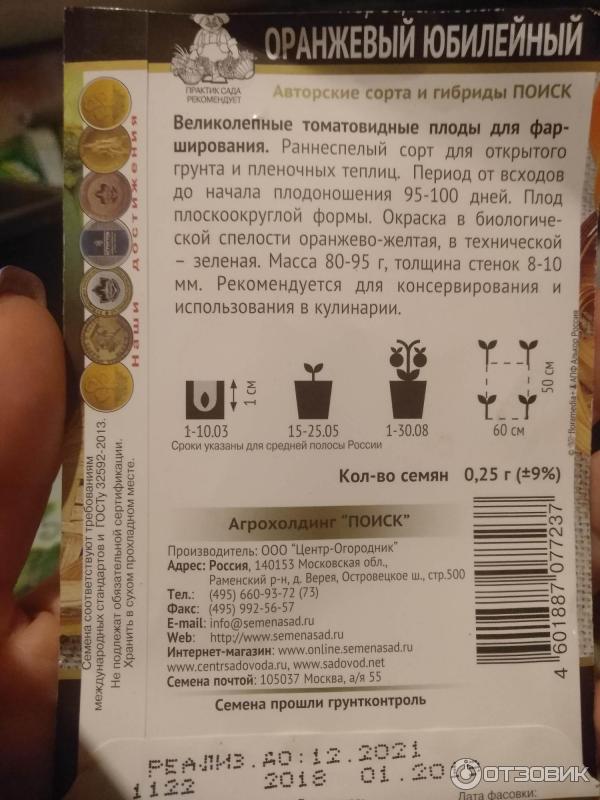 ОРАНЖЕВЫЙ ЮБИЛЕЙНЫЙ
ПРАКТИК САДА
РЕКОМЕНДУЕТ
Авторские сорта и гибриды ПОИСК
Великолепные томатовидные плоды для фар-
ширования. Раннеспелый сорт для открытого
грунта и пленочных теплиц. Период от всходов
до начала плодоношения 95-100 дней. Плод
плоскоокруглой формы. Окраска в биологиче-
ской спелости оранжево-желтая, в технической
– зеленая. Масса 80-95 г, толщина стенок 8-10
мм. Рекомендуется для консервирования и
использования в кулинарии.
Наши достижения
1 см
50 см
1-10.03
15-25.05
1-30.08
60 см
Сроки указаны для средней полосы России
Кол-во семян 0,25 г (±9%)
Агрохолдинг "ПОИСК"
Производитель: ООО "Центр-Огородник"
Адрес: Россия, 140153 Московская обл.,
Раменский р-н, д. Верея, Островецкое ш., стр.500
Тел.: (495) 660-93-72 (73)
Факс: (495) 992-56-57
E-mail: info@semenasad.ru
Web: http://www.semenasad.ru
Интернет-магазин: www.online.semenasad.ru
www.centrsadovoda.ru, www.sadovod.net
Семена почтой: 105037 Москва, а/я 55
Семена прошли грунтконтроль
4 601887 077237
Семена соответствуют требованиям
международных стандартов и ГОСТу 32592-2013.
Не подлежат обязательной сертификации.
Хранить в сухом прохладном месте.
РЕАЛИЗ.ДО:12.2021
1122 2018 01.20
Дата фасовки:
ОТЗОВИК